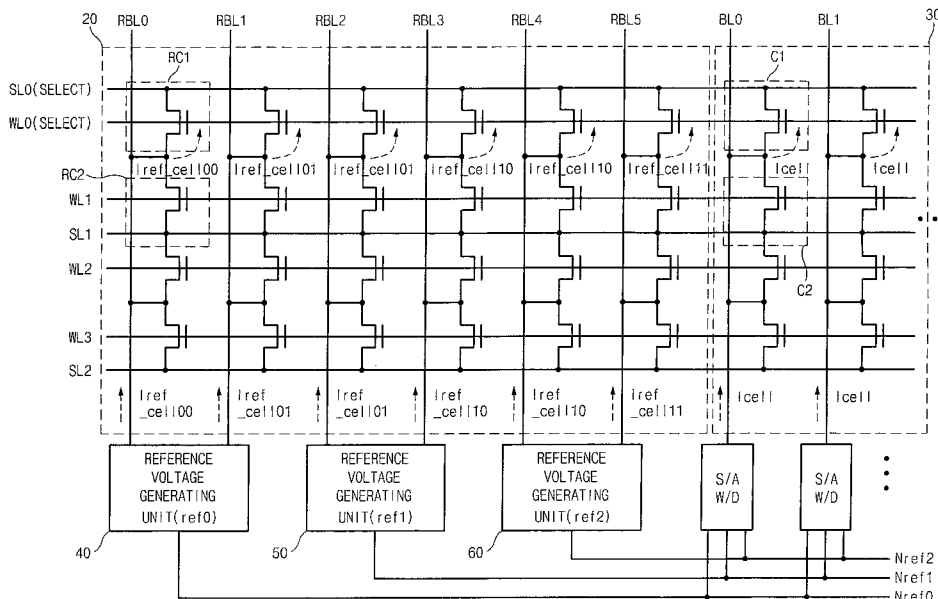 20 RBL0 RBL1 RBL2 RBL3 RBL4 RBL5 BL0 BL1 30
RC1 C1
SL0(SELECT)
WL0(SELECT)
Iref_cell00 Iref_cell01 Iref_cell01 Iref_cell10 Iref_cell10 Iref_cell11 Icell Icell
RC2
WL1
SL1
WL2
C2
WL3
SL2
Iref Iref Iref Iref Iref Iref Icell Icell
_cell00 _cell01 _cell01 _cell10 _cell10 _cell11
REFERENCE REFERENCE REFERENCE
VOLTAGE VOLTAGE VOLTAGE S/A S/A
GENERATING GENERATING GENERATING W/D W/D
UNIT(ref0) UNIT(ref1) UNIT(ref2)
40 50 60
Nref2
Nref1
Nref0